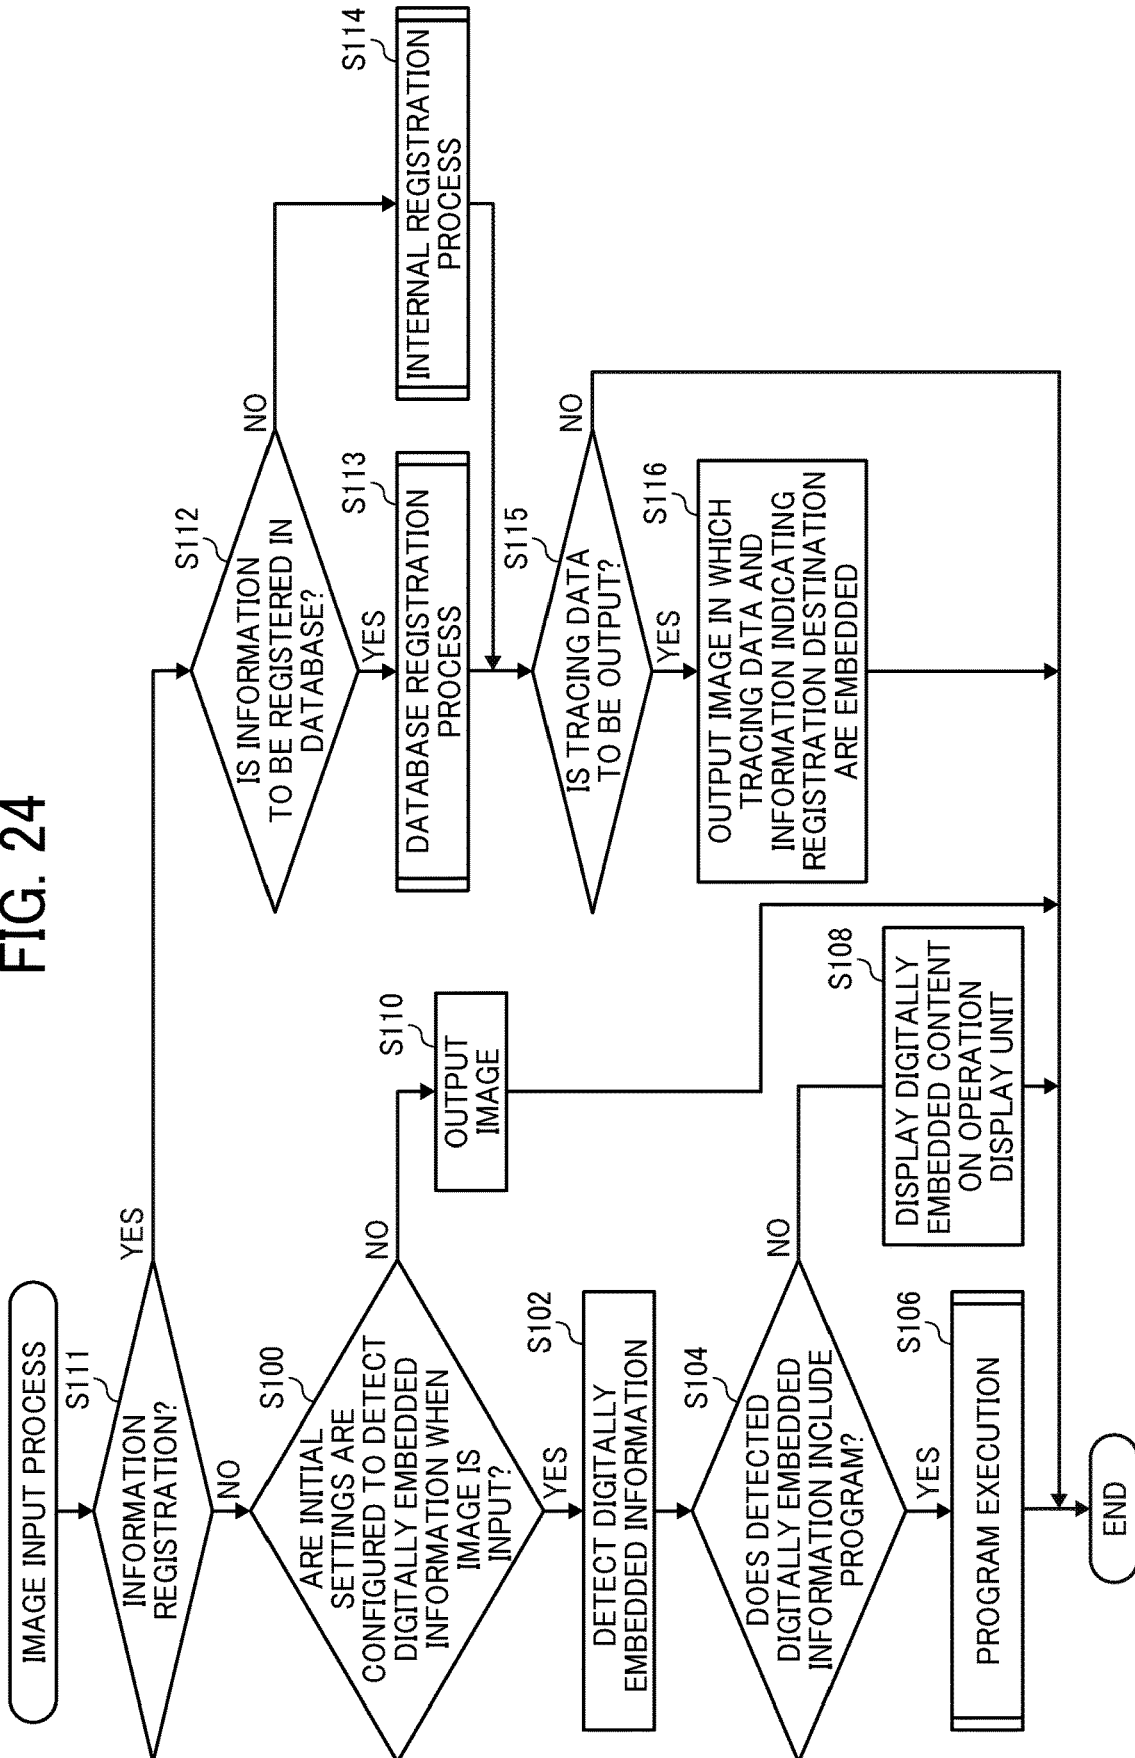 FIG. 24
IMAGE INPUT PROCESS
S111
INFORMATION
REGISTRATION?
YES
NO
S100
ARE INITIAL
SETTINGS ARE
CONFIGURED TO DETECT
DIGITALLY EMBEDDED
INFORMATION WHEN
IMAGE IS
INPUT?
NO
YES
S110
OUTPUT
IMAGE
S102
DETECT DIGITALLY
EMBEDDED INFORMATION
S104
DOES DETECTED
DIGITALLY EMBEDDED
INFORMATION INCLUDE
PROGRAM?
NO
YES
S106
PROGRAM EXECUTION
S108
DISPLAY DIGITALLY
EMBEDDED CONTENT
ON OPERATION
DISPLAY UNIT
S112
IS INFORMATION
TO BE REGISTERED IN
DATABASE?
NO
YES
S113
DATABASE REGISTRATION
PROCESS
S114
INTERNAL REGISTRATION
PROCESS
S115
IS TRACING DATA
TO BE OUTPUT?
NO
YES
S116
OUTPUT IMAGE IN WHICH
TRACING DATA AND
INFORMATION INDICATING
REGISTRATION DESTINATION
ARE EMBEDDED
END